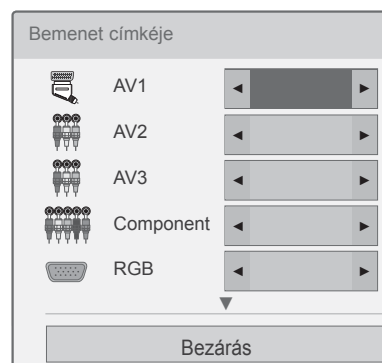 Bemenet címkéje
AV1
AV2
AV3
Component
RGB
Bezárás